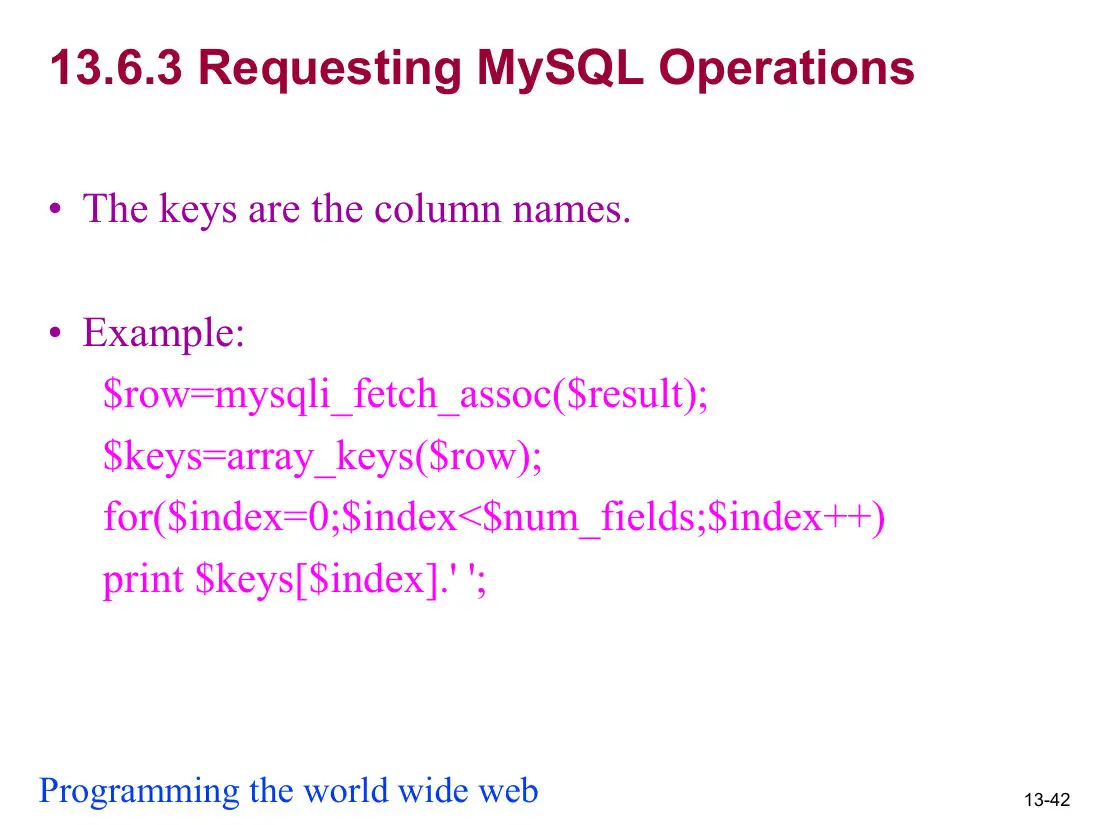 13.6.3 Requesting MySQL Operations
• The keys are the column names.
• Example:
$row=mysqli_fetch_assoc($result);
$keys=array_keys($row);
for($index=0;$index<$num_fields;$index++)
print $keys[$index].' ';
Programming the world wide web
13-42